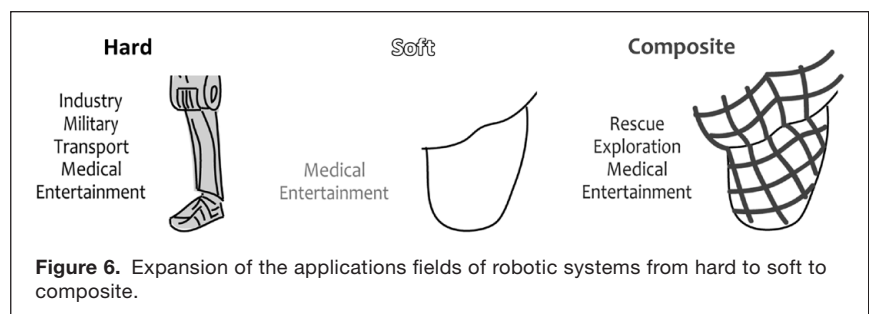 Hard
Industry
Military
Transport
Medical
Entertainment
Soft
Medical
Entertainment
Composite
Rescue
Exploration
Medical
Entertainment
Figure 6. Expansion of the applications fields of robotic systems from hard to soft to
composite.